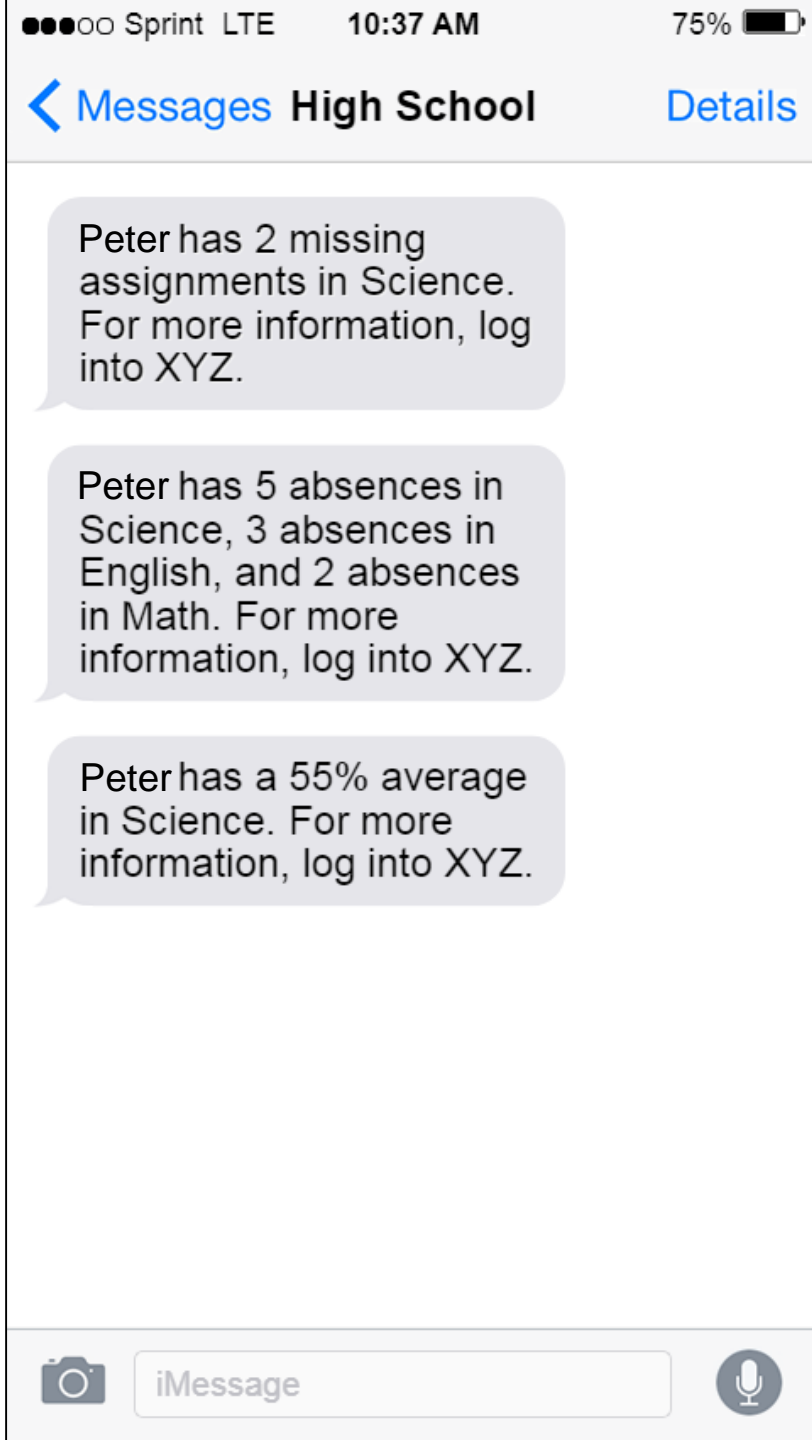 Sprint LTE 10:37 AM 75%
Messages High School Details
Peter has 2 missing
assignments in Science.
For more information, log
into XYZ.
Peter has 5 absences in
Science, 3 absences in
English, and 2 absences
in Math. For more
information, log into XYZ.
Peter has a 55% average
in Science. For more
information, log into XYZ.
iMessage